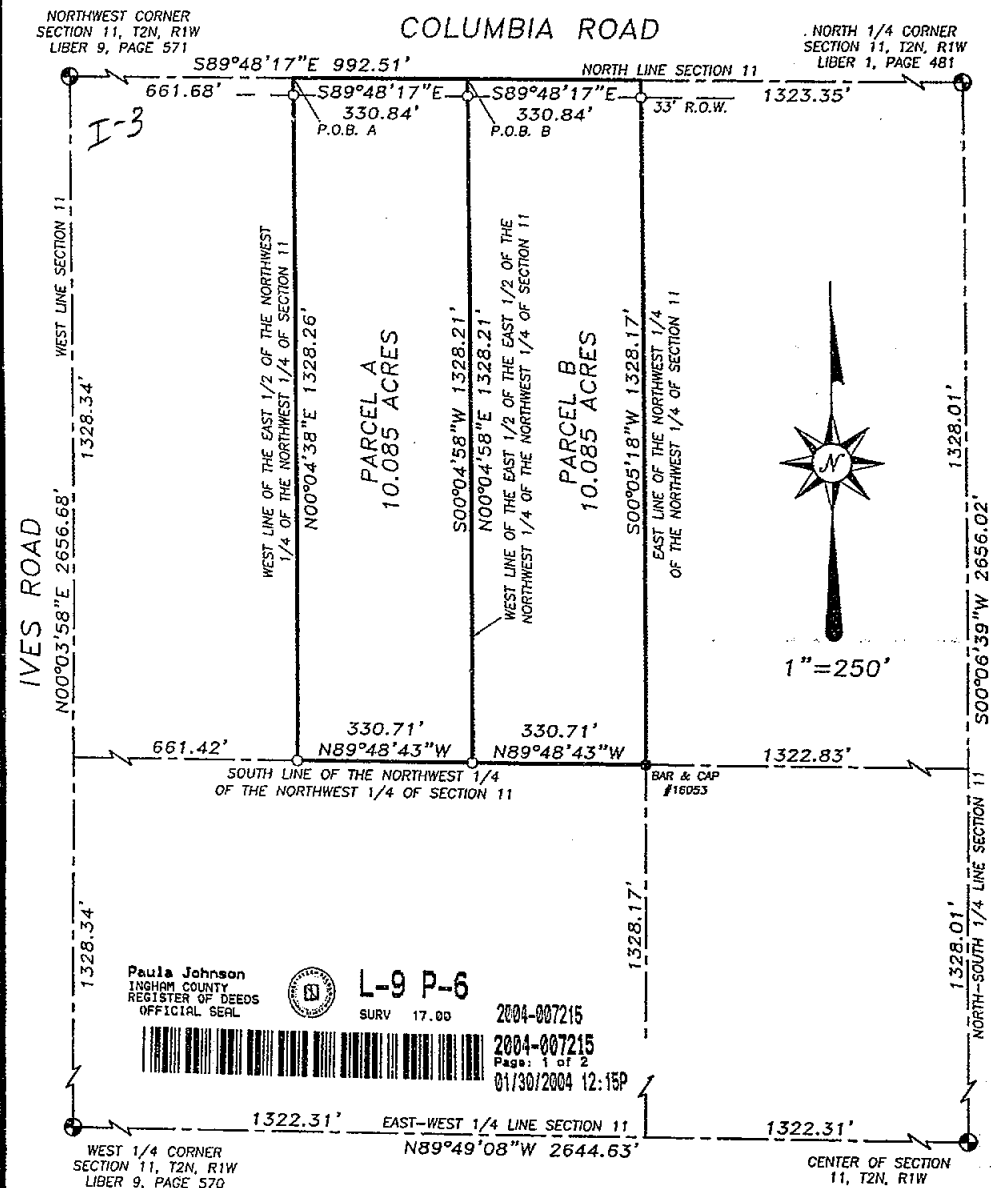 NORTHWEST CORNER
SECTION 11, T2N, R1W
LIBER 9, PAGE 571
COLUMBIA ROAD
NORTH 1/4 CORNER
SECTION 11, T2N, R1W
LIBER 1, PAGE 481
S89°48'17"E 992.51'
NORTH LINE SECTION 11
661.68'
S89°48'17"E
330.84'
P.O.B. A
S89°48'17"E
330.84'
P.O.B. B
33' R.O.W.
1323.35'
I-3
WEST LINE SECTION 11
1328.34'
N00°03'58"E 2656.68'
IVES ROAD
WEST LINE OF THE EAST 1/2 OF THE NORTHWEST
1/4 OF THE NORTHWEST 1/4 OF SECTION 11
N00°04'38"E 1328.26'
PARCEL A
10.085 ACRES
S00°04'58"W 1328.21'
N00°04'58"E 1328.21'
WEST LINE OF THE EAST 1/2 OF THE EAST 1/2 OF THE
NORTHWEST 1/4 OF THE NORTHWEST 1/4 OF SECTION 11
PARCEL B
10.085 ACRES
S00°05'18"W 1328.17'
EAST LINE OF THE NORTHWEST 1/4
OF THE NORTHWEST 1/4 OF SECTION 11
N
1"=250'
1328.01'
S00°06'39"W 2656.02'
661.42'
330.71'
N89°48'43"W
330.71'
N89°48'43"W
1322.83'
SOUTH LINE OF THE NORTHWEST 1/4
OF THE NORTHWEST 1/4 OF SECTION 11
BAR & CAP
#16053
1328.34'
1328.17'
1328.01'
NORTH-SOUTH 1/4 LINE SECTION 11
Paula Johnson
INGHAM COUNTY
REGISTER OF DEEDS
OFFICIAL SEAL
L-9 P-6
SURV 17.00
2004-007215
2004-007215
Page: 1 of 2
01/30/2004 12:15P
1322.31'
EAST-WEST 1/4 LINE SECTION 11
N89°49'08"W 2644.63'
1322.31'
WEST 1/4 CORNER
SECTION 11, T2N, R1W
LIBER 9, PAGE 570
CENTER OF SECTION
11, T2N, R1W